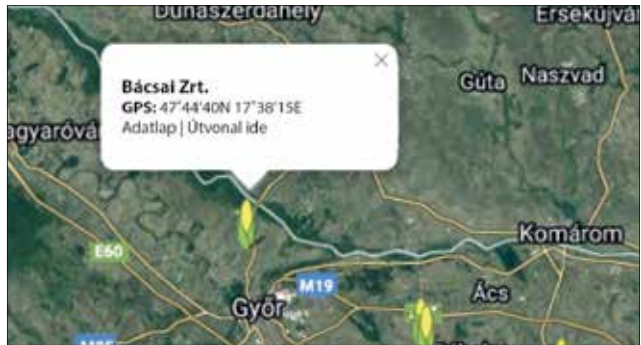 Dunaszerdahely
Érsekújvár
Bácsai Zrt.
GPS: 47°44'40N 17°38'15E
Adatlap | Útvonal ide
Gúta
Naszvad
agyaróvár
Komárom
E60
M19
Ács
Győr